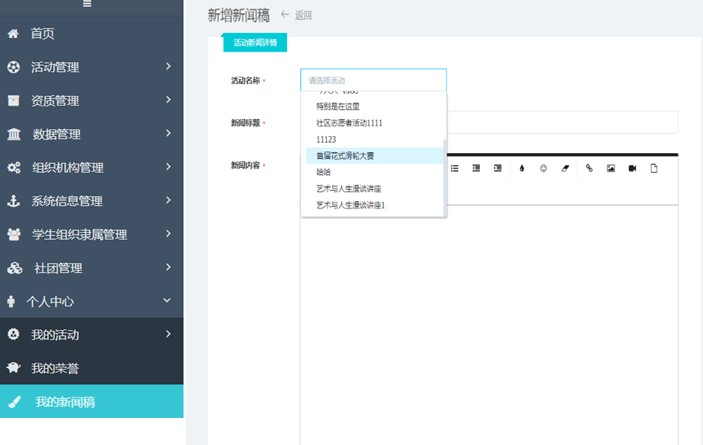 首页
活动管理
资质管理
数据管理
组织机构管理
系统信息管理
学生组织隶属管理
社团管理
个人中心
我的活动
我的荣誉
我的新闻稿
新增新闻稿 返回
活动新闻详情
活动名称 *
请选择活动
特别是在这里
社区志愿者活动1111
11123
首届花式滑轮大赛
哈哈
艺术与人生漫谈讲座
艺术与人生漫谈讲座1
新闻标题 *
新闻内容 *